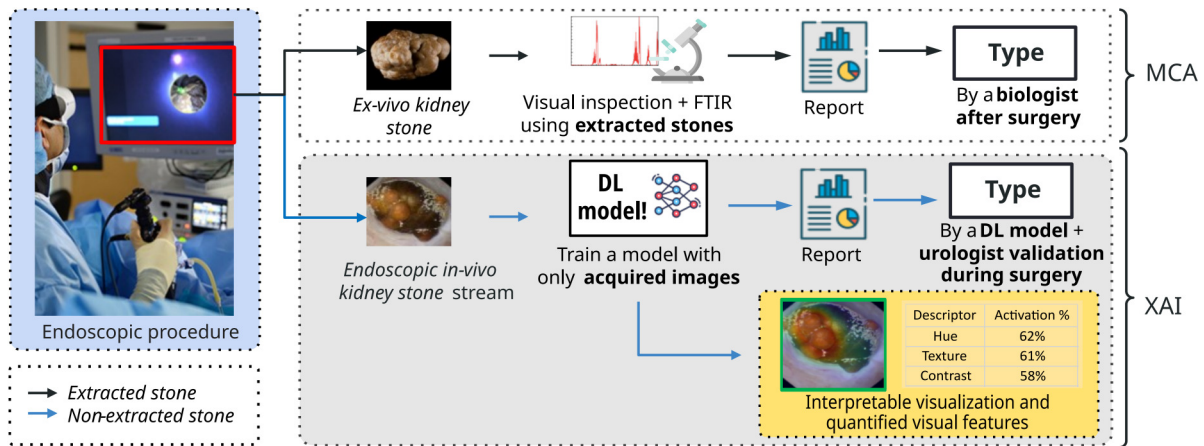 Endoscopic procedure
Extracted stone
Non-extracted stone
Ex-vivo kidney
stone
Visual inspection + FTIR
using extracted stones
Report
Type
By a biologist
after surgery
MCA
Endoscopic in-vivo
kidney stone stream
DL
model!
Train a model with
only acquired images
Report
Type
By a DL model +
urologist validation
during surgery
XAI
Descriptor Activation %
Hue 62%
Texture 61%
Contrast 58%
Interpretable visualization and
quantified visual features